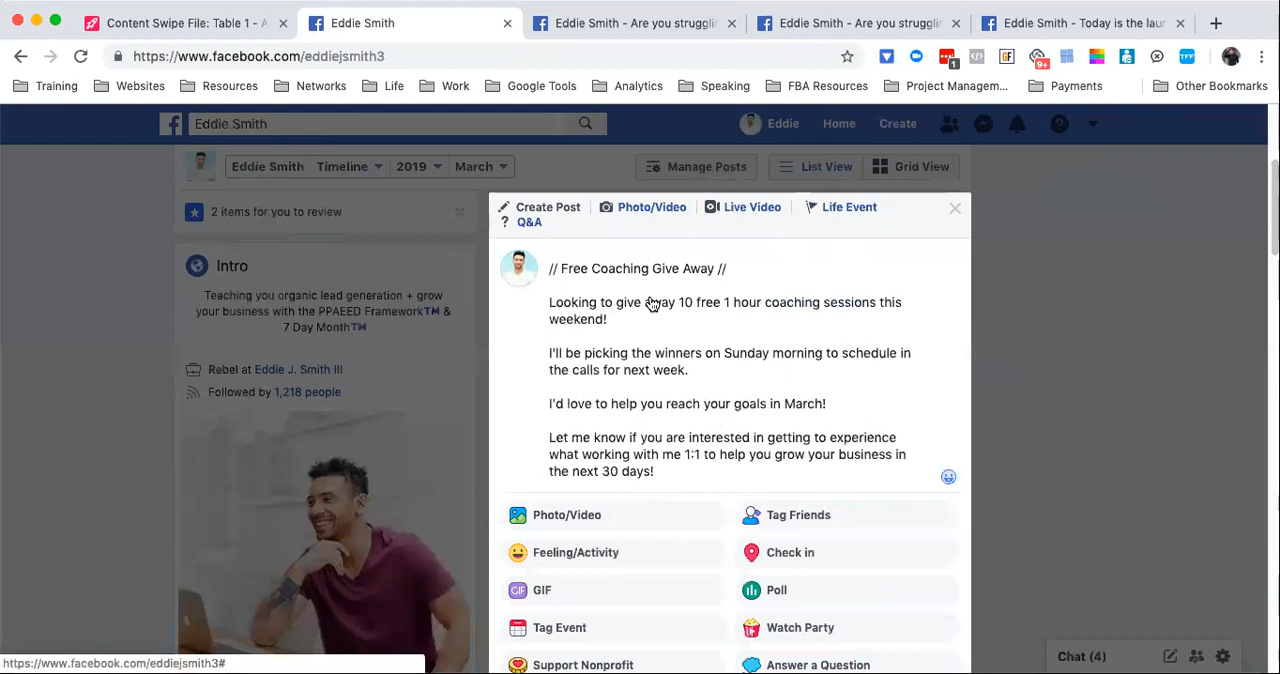 Content Swipe File: Table 1 - A
Eddie Smith
Eddie Smith - Are you strugglin
Eddie Smith - Are you strugglin
Eddie Smith - Today is the lau
https://www.facebook.com/eddiejsmith3
1
GF
9+
TFF
Training
Websites
Resources
Networks
Life
Work
Google Tools
Analytics
Speaking
FBA Resources
Project Managem...
Payments
Other Bookmarks
Eddie Smith
Eddie
Home
Create
Eddie Smith
Timeline
2019
March
Manage Posts
List View
Grid View
2 items for you to review
Intro
Teaching you organic lead generation + grow
your business with the PPAEED Framework™ &
7 Day Month™
Rebel at Eddie J. Smith III
Followed by 1,218 people
Create Post
Photo/Video
Live Video
Life Event
Q&A
// Free Coaching Give Away //
Looking to give away 10 free 1 hour coaching sessions this
weekend!
I'll be picking the winners on Sunday morning to schedule in
the calls for next week.
I'd love to help you reach your goals in March!
Let me know if you are interested in getting to experience
what working with me 1:1 to help you grow your business in
the next 30 days!
Photo/Video
Tag Friends
Feeling/Activity
Check in
GIF
GIF
Poll
Tag Event
Watch Party
Support Nonprofit
Answer a Question
https://www.facebook.com/eddiejsmith3#
Chat (4)